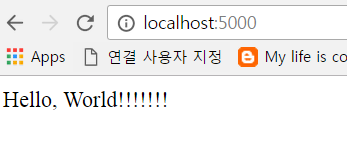 localhost:5000
Apps 연결 사용자 지정 My life is co
Hello, World!!!!!!!